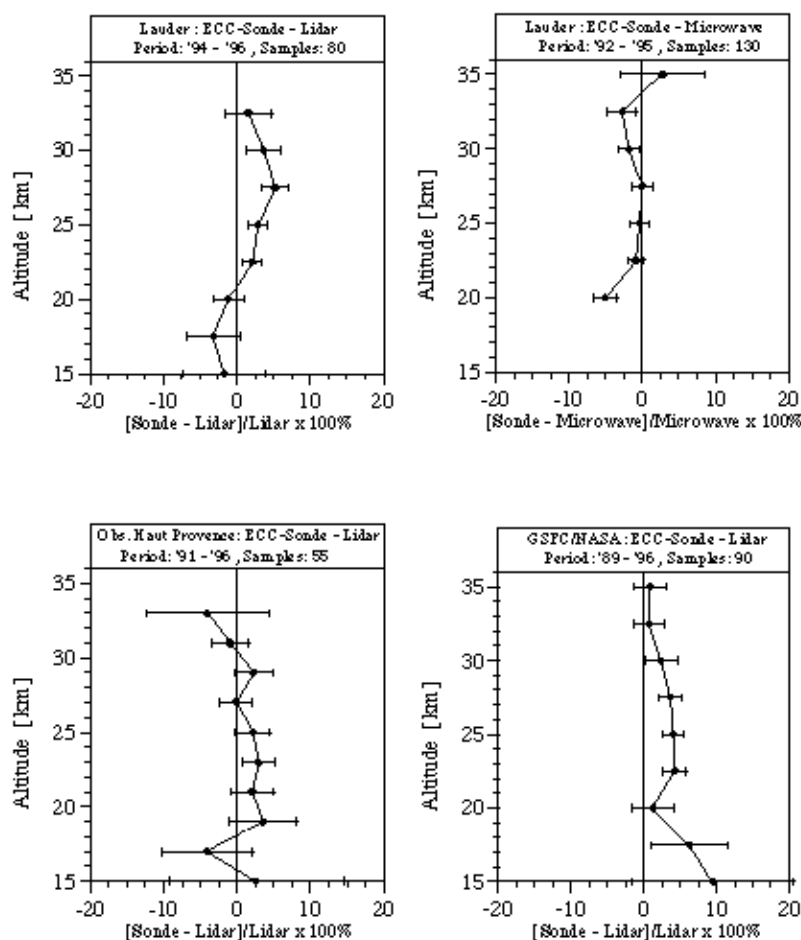 Lauder : ECC-Sonde - Lidar
Period: '94 - '96 , Samples: 80
35
30
25
20
15
Altitude [km]
-20 -10 0 10 20
[Sonde - Lidar]/Lidar x 100%
Lauder : ECC-Sonde - Microwave
Period: '92 - '95, Samples: 130
35
30
25
20
15
Altitude [km]
-20 -10 0 10 20
[Sonde - Microwave]/Microwave x 100%
Obs. Haut Provence: ECC-Sonde - Lidar
Period: '91 - '96, Samples: 55
35
30
25
20
15
Altitude [km]
-20 -10 0 10 20
[Sonde - Lidar]/Lidar x 100%
GSFC/NASA : ECC-Sonde - Lidar
Period: '89 - '96 , Samples: 90
35
30
25
20
15
Altitude [km]
-20 -10 0 10 20
[Sonde - Lidar]/Lidar x 100%